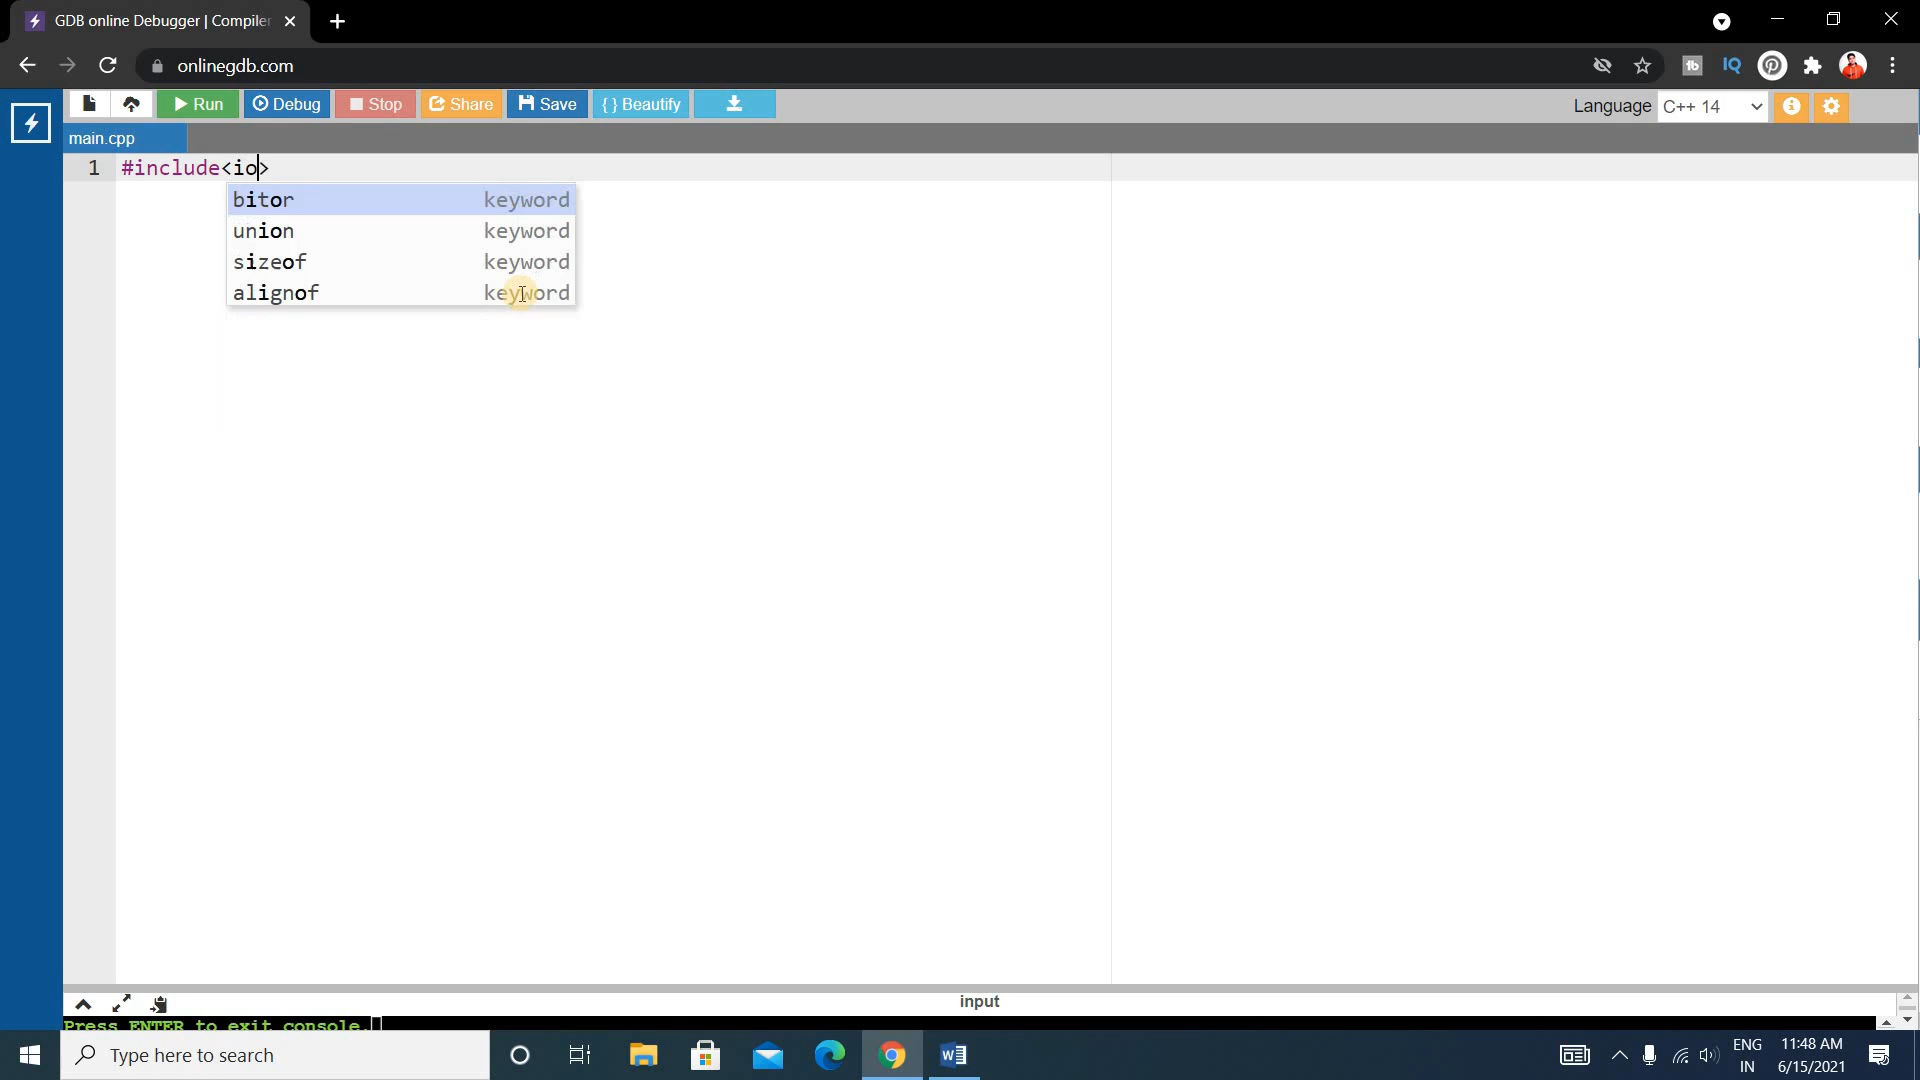 GDB online Debugger | Compiler
onlinegdb.com
Run Debug Stop Share Save { } Beautify
Language C++ 14
main.cpp
1 #include<io>
bitor keyword
union keyword
sizeof keyword
alignof keyword
input
Press ENTER to exit console.
Type here to search
ENG
IN
11:48 AM
6/15/2021